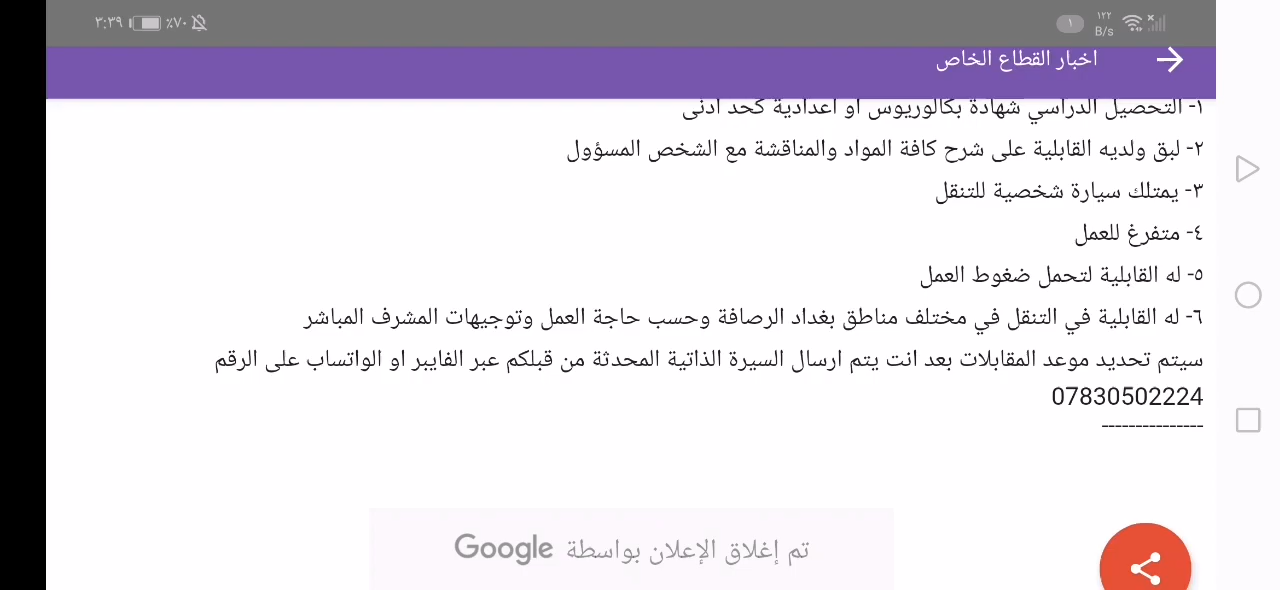 ٣:٣٩ ٪٧٠ ١ ١٢٢ B/s
اخبار القطاع الخاص
١- التحصيل الدراسي شهادة بكالوريوس او اعدادية كحد ادنى
٢- لبق ولديه القابلية على شرح كافة المواد والمناقشة مع الشخص المسؤول
٣- يمتلك سيارة شخصية للتنقل
٤- متفرغ للعمل
٥- له القابلية لتحمل ضغوط العمل
٦- له القابلية في التنقل في مختلف مناطق بغداد الرصافة وحسب حاجة العمل وتوجيهات المشرف المباشر
سيتم تحديد موعد المقابلات بعد انت يتم ارسال السيرة الذاتية المحدثة من قبلكم عبر الفايبر او الواتساب على الرقم
07830502224
---------------
تم إغلاق الإعلان بواسطة Google